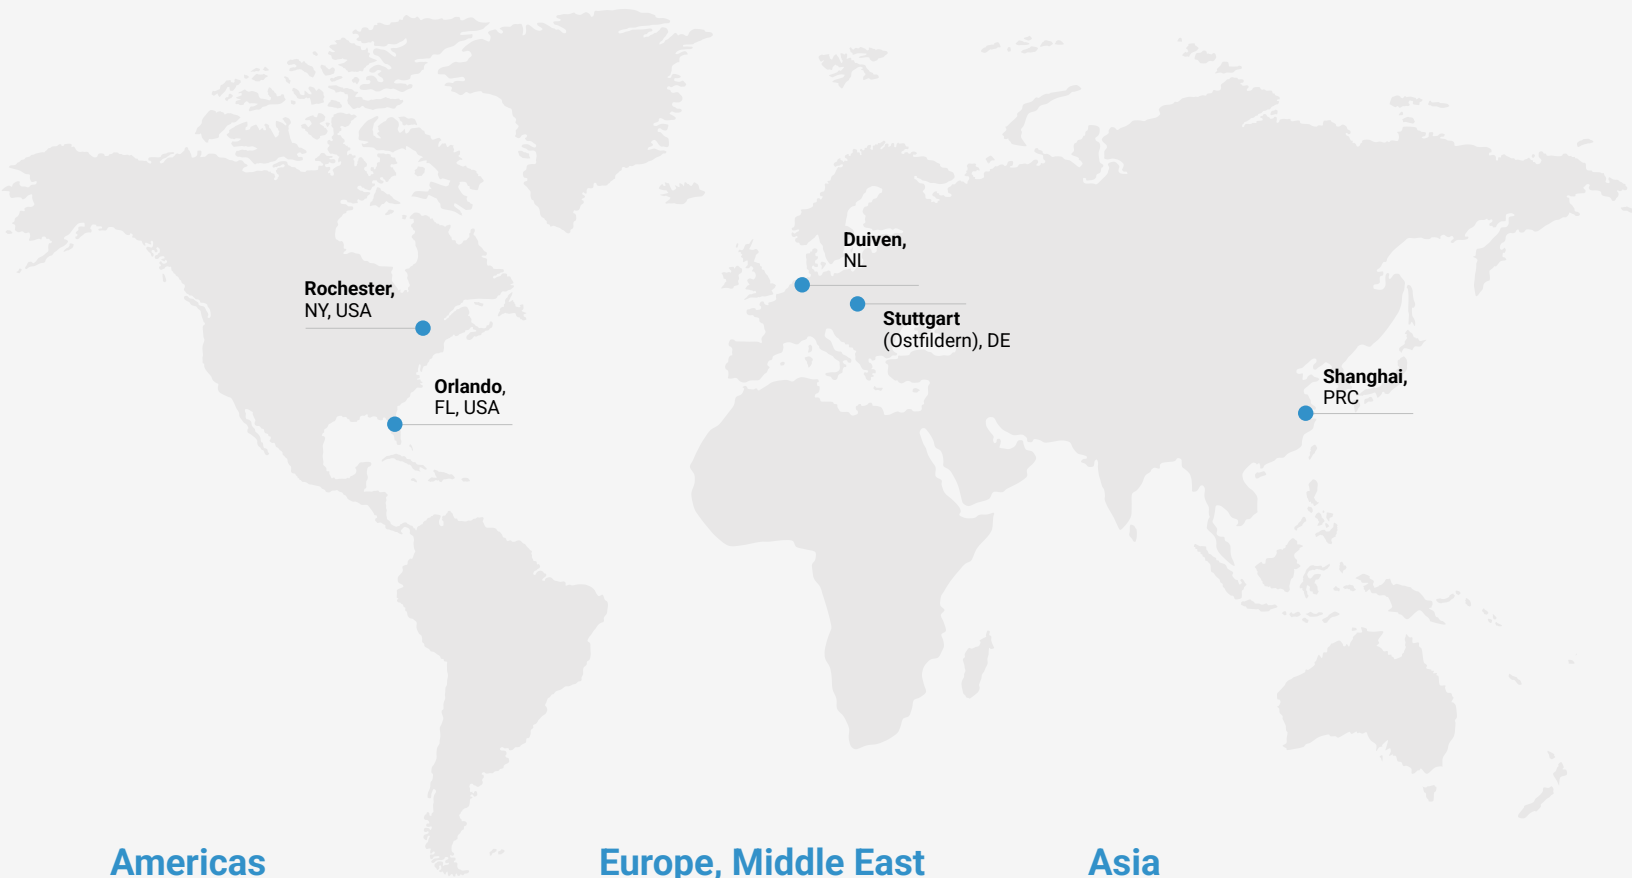 Duiven,
NL
Rochester,
NY, USA
Stuttgart
(Ostfildern), DE
Orlando,
FL, USA
Shanghai,
PRC
Americas
Europe, Middle East
Asia